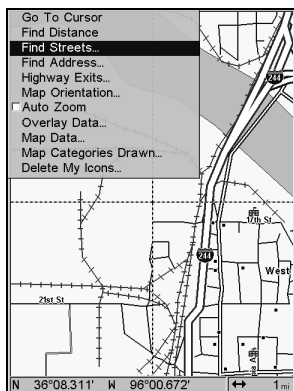 Go To Cursor
Find Distance
Find Streets...
Find Address...
Highway Exits...
Map Orientation...
Auto Zoom
Overlay Data...
Map Data...
Map Categories Drawn...
Delete My Icons...
244
17th St
244
West
21st St
N 36°08.311' W 96°00.672' ↔ 1 mi